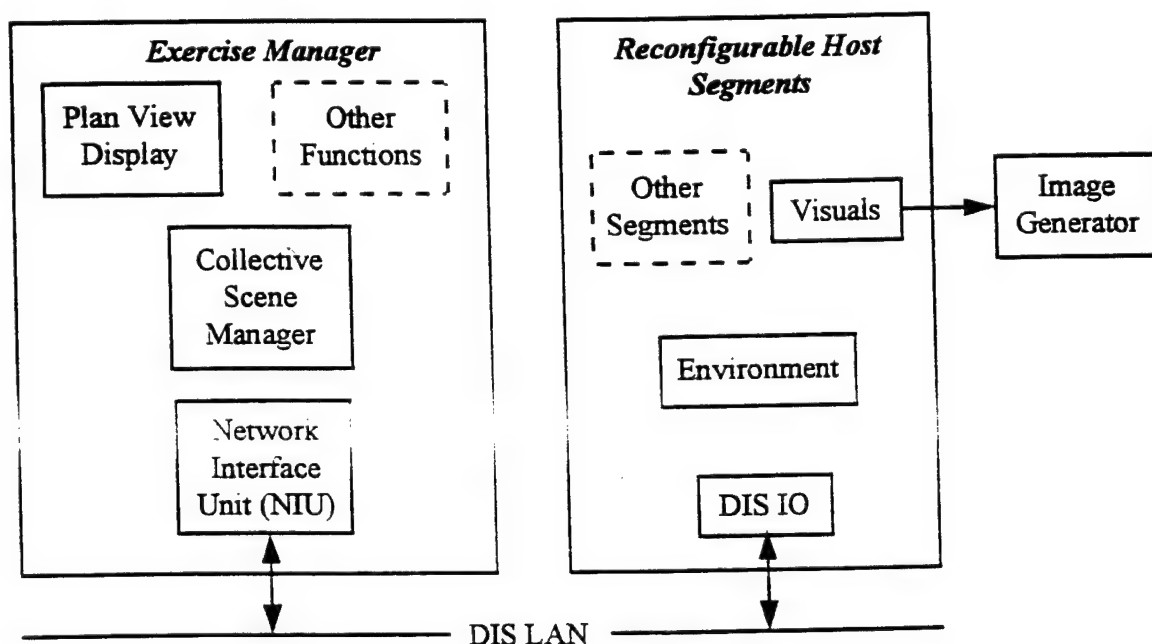 Exercise Manager
Plan View
Display
Other
Functions
Collective
Scene
Manager
Network
Interface
Unit (NIU)
Reconfigurable Host
Segments
Other
Segments
Visuals
Environment
DIS IO
Image
Generator
DIS LAN